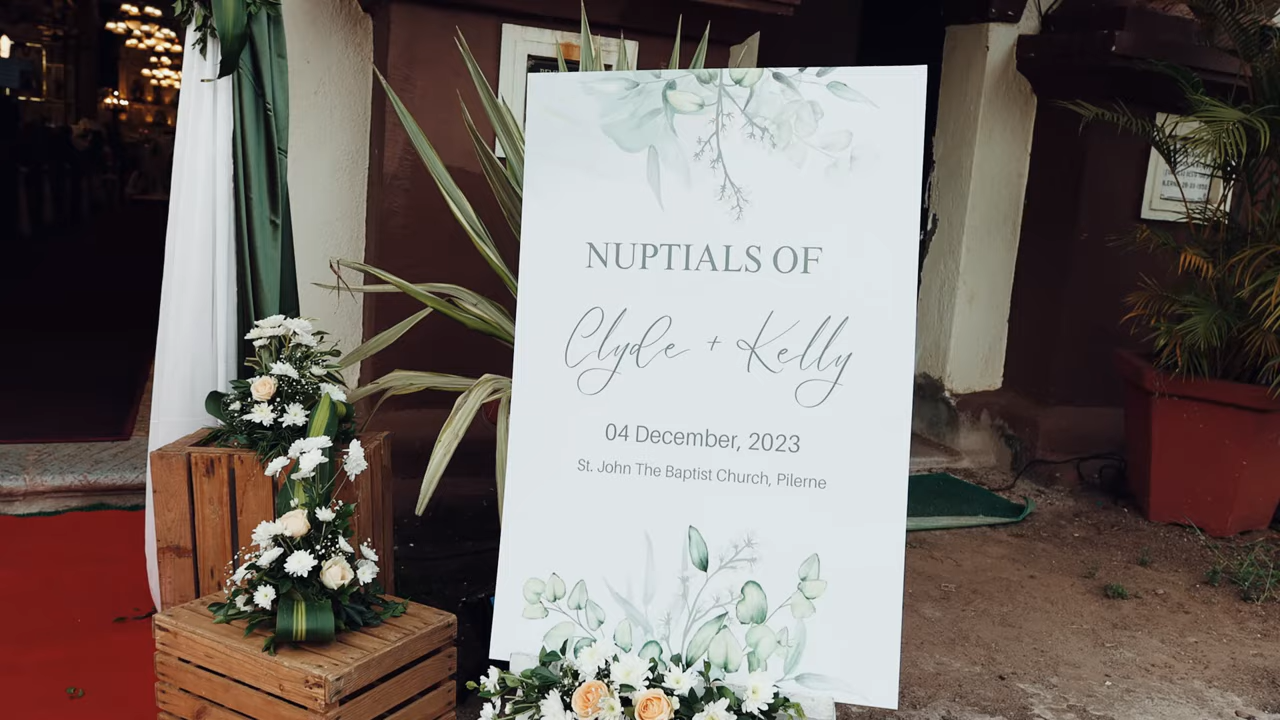 NUPTIALS OF
Clyde + Kelly
04 December, 2023
St. John The Baptist Church, Pilerne